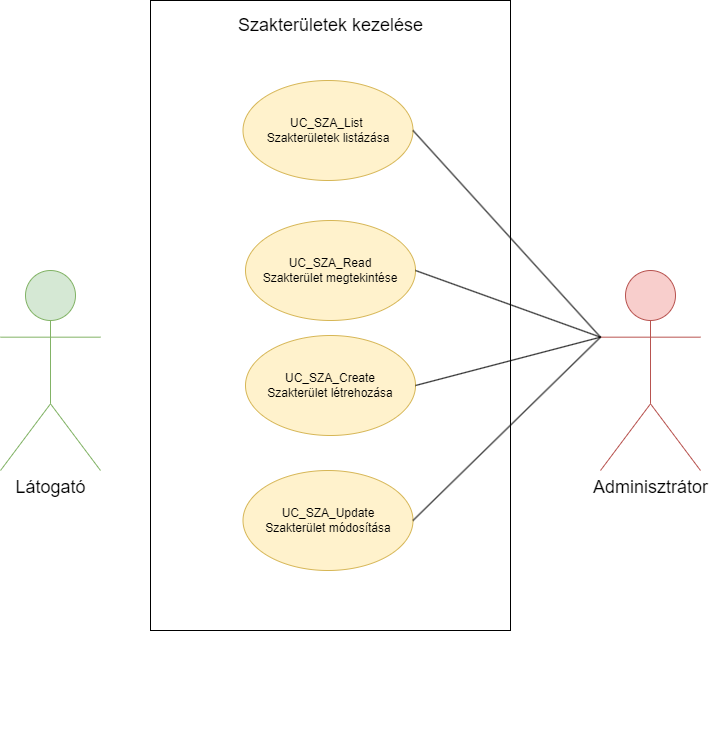 Szakterületek kezelése
UC_SZA_List
Szakterületek listázása
UC_SZA_Read
Szakterület megtekintése
UC_SZA_Create
Szakterület létrehozása
UC_SZA_Update
Szakterület módosítása
Látogató
Adminisztrátor